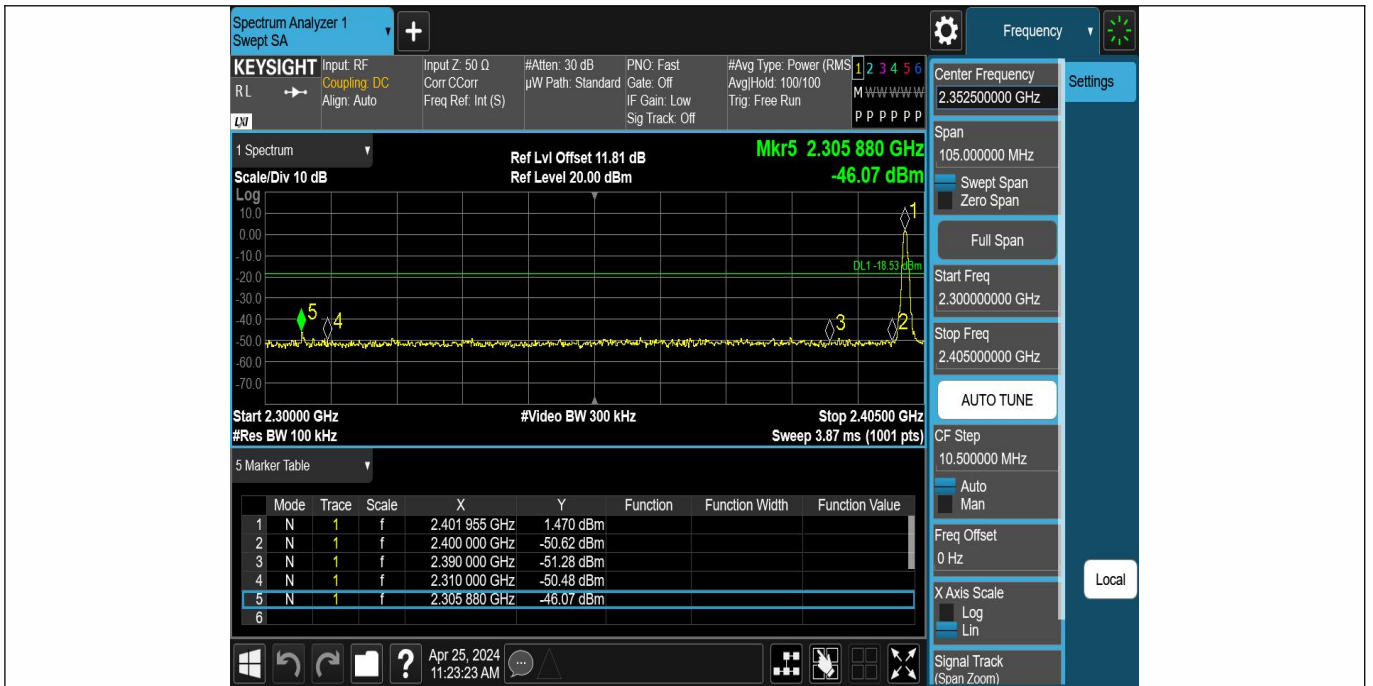 Spectrum Analyzer 1
Swept SA
+
Frequency
KEYSIGHT
RL
LXI
Input: RF
Coupling: DC
Align: Auto
Input Z: 50 Ω
Corr CCorr
Freq Ref: Int (S)
#Atten: 30 dB
µW Path: Standard
PNO: Fast
Gate: Off
IF Gain: Low
Sig Track: Off
#Avg Type: Power (RMS
Avg|Hold: 100/100
Trig: Free Run
1 2 3 4 5 6
M W W W W W
P P P P P P
1 Spectrum
Scale/Div 10 dB
Ref Lvl Offset 11.81 dB
Ref Level 20.00 dBm
Mkr5 2.305 880 GHz
-46.07 dBm
Log
10.0
0.00
-10.0
-20.0
-30.0
-40.0
-50.0
-60.0
-70.0
1
DL1 -18.53 dBm
5
4
3
2
Start 2.30000 GHz
#Video BW 300 kHz
Stop 2.40500 GHz
#Res BW 100 kHz
Sweep 3.87 ms (1001 pts)
5 Marker Table
Mode Trace Scale X Y Function Function Width Function Value
1 N 1 f 2.401 955 GHz 1.470 dBm
2 N 1 f 2.400 000 GHz -50.62 dBm
3 N 1 f 2.390 000 GHz -51.28 dBm
4 N 1 f 2.310 000 GHz -50.48 dBm
5 N 1 f 2.305 880 GHz -46.07 dBm
6
?
Apr 25, 2024
11:23:23 AM
Center Frequency
2.352500000 GHz
Span
105.000000 MHz
Swept Span
Zero Span
Full Span
Start Freq
2.300000000 GHz
Stop Freq
2.405000000 GHz
AUTO TUNE
CF Step
10.500000 MHz
Auto
Man
Freq Offset
0 Hz
X Axis Scale
Log
Lin
Signal Track
(Span Zoom)
Settings
Local